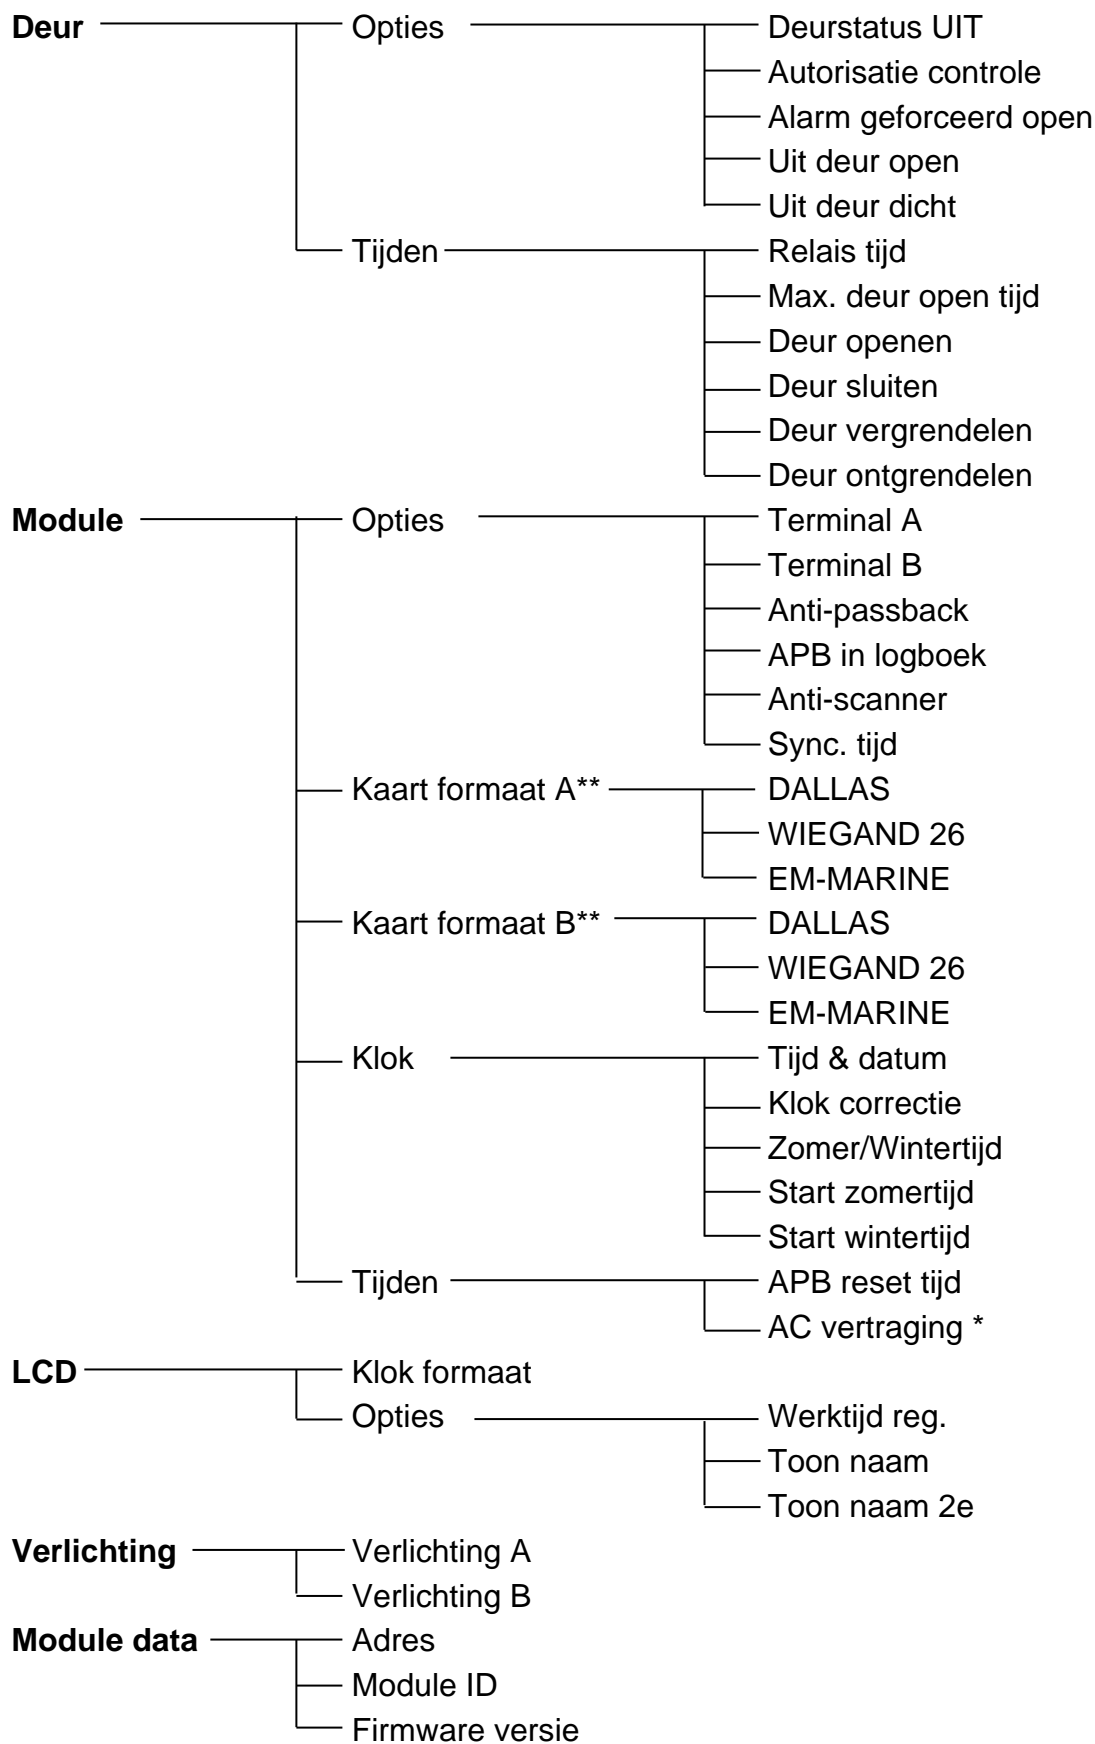 Deur Opties Deurstatus UIT
Autorisatie controle
Alarm geforceerd open
Uit deur open
Uit deur dicht
Tijden Relais tijd
Max. deur open tijd
Deur openen
Deur sluiten
Deur vergrendelen
Deur ontgrendelen
Module Opties Terminal A
Terminal B
Anti-passback
APB in logboek
Anti-scanner
Sync. tijd
Kaart formaat A** DALLAS
WIEGAND 26
EM-MARINE
Kaart formaat B** DALLAS
WIEGAND 26
EM-MARINE
Klok Tijd & datum
Klok correctie
Zomer/Wintertijd
Start zomertijd
Start wintertijd
Tijden APB reset tijd
AC vertraging *
LCD Klok formaat
Opties Werktijd reg.
Toon naam
Toon naam 2e
Verlichting Verlichting A
Verlichting B
Module data Adres
Module ID
Firmware versie